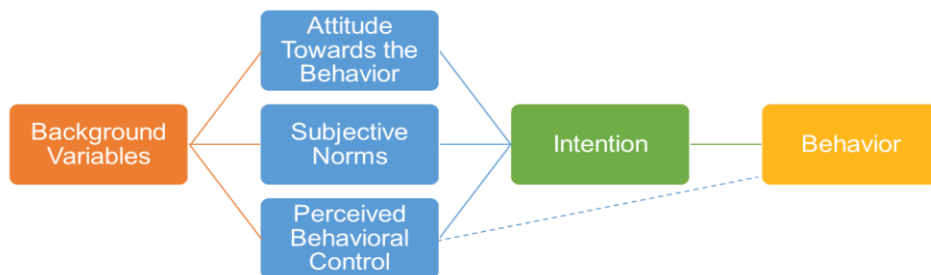 Attitude
Towards the
Behavior
Background
Variables
Subjective
Norms
Intention
Behavior
Perceived
Behavioral
Control